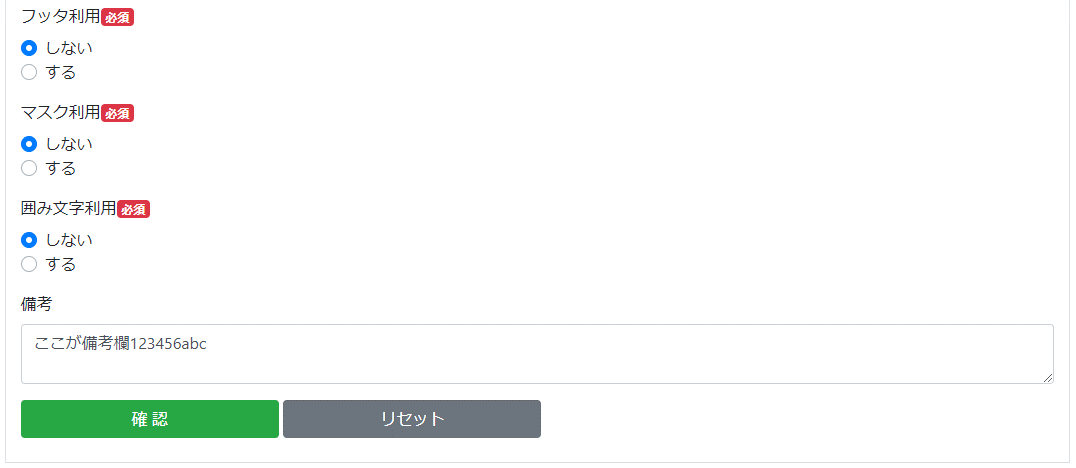 フッタ利用必須
しない
する
マスク利用必須
しない
する
囲み文字利用必須
しない
する
備考
ここが備考欄123456abc
確 認
リセット